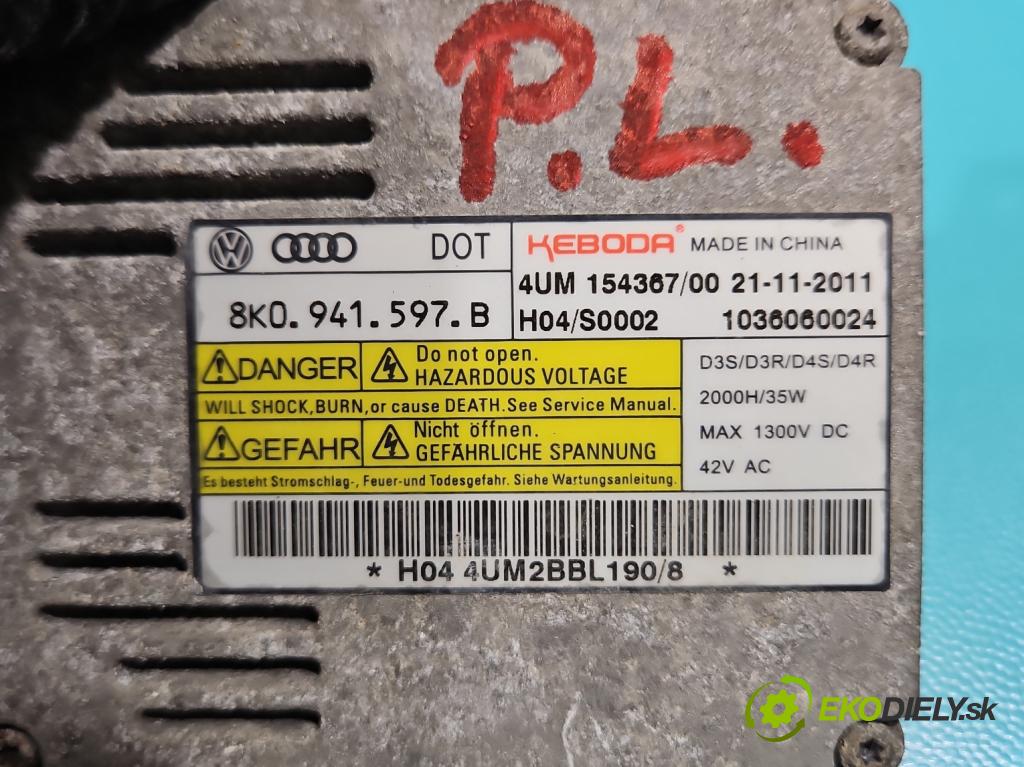 P.L.
DOT
KEBODA® MADE IN CHINA
8K0.941.597.B
4UM 154367/00 21-11-2011
H04/S0002 1036060024
DANGER
Do not open.
HAZARDOUS VOLTAGE
WILL SHOCK,BURN,or cause DEATH.See Service Manual.
GEFAHR
Nicht öffnen.
GEFÄHRLICHE SPANNUNG
Es besteht Stromschlag-, Feuer-und Todesgefahr. Siehe Wartungsanleitung.
D3S/D3R/D4S/D4R
2000H/35W
MAX 1300V DC
42V AC
* H04 4UM2BBL190/8 *
EKODIELY.sk